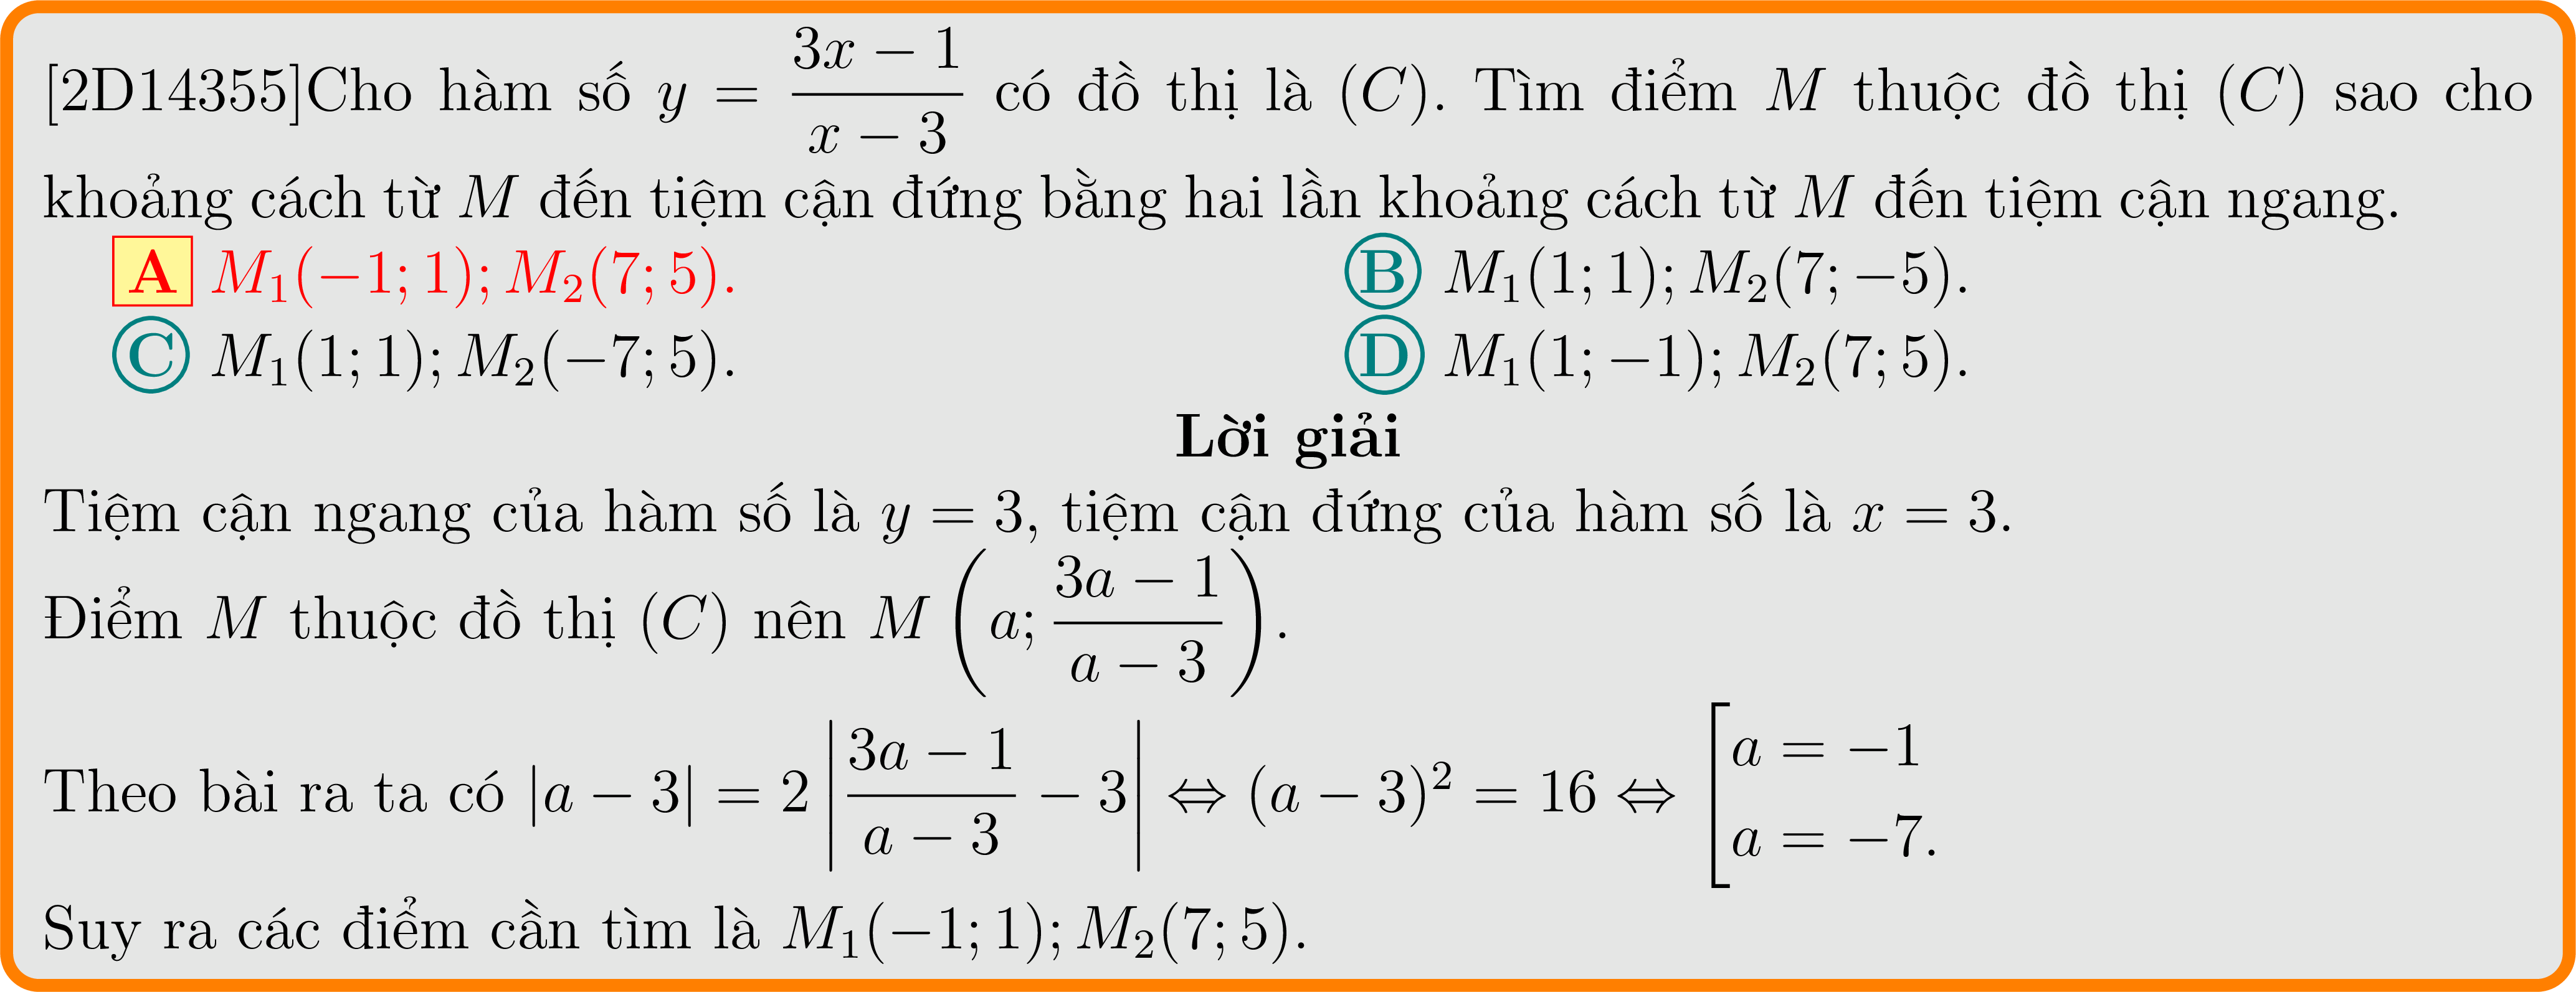 [2D14355]Cho hàm số $y = \dfrac{3x-1}{x-3}$ có đồ thị là $(C)$. Tìm điểm $M$ thuộc đồ thị $(C)$ sao cho
khoảng cách từ $M$ đến tiệm cận đứng bằng hai lần khoảng cách từ $M$ đến tiệm cận ngang.
A $M_1(-1; 1); M_2(7; 5).$
B $M_1(1; 1); M_2(7; -5).$
C $M_1(1; 1); M_2(-7; 5).$
D $M_1(1; -1); M_2(7; 5).$
Lời giải
Tiệm cận ngang của hàm số là $y = 3$, tiệm cận đứng của hàm số là $x = 3$.
Điểm $M$ thuộc đồ thị $(C)$ nên $M\left(a; \dfrac{3a-1}{a-3}\right).$
Theo bài ra ta có $|a-3| = 2\left|\dfrac{3a-1}{a-3} - 3\right| \Leftrightarrow (a-3)^2 = 16 \Leftrightarrow \left[\begin{array}{l} a = -1 \\ a = -7. \end{array}\right.$
Suy ra các điểm cần tìm là $M_1(-1; 1); M_2(7; 5).$